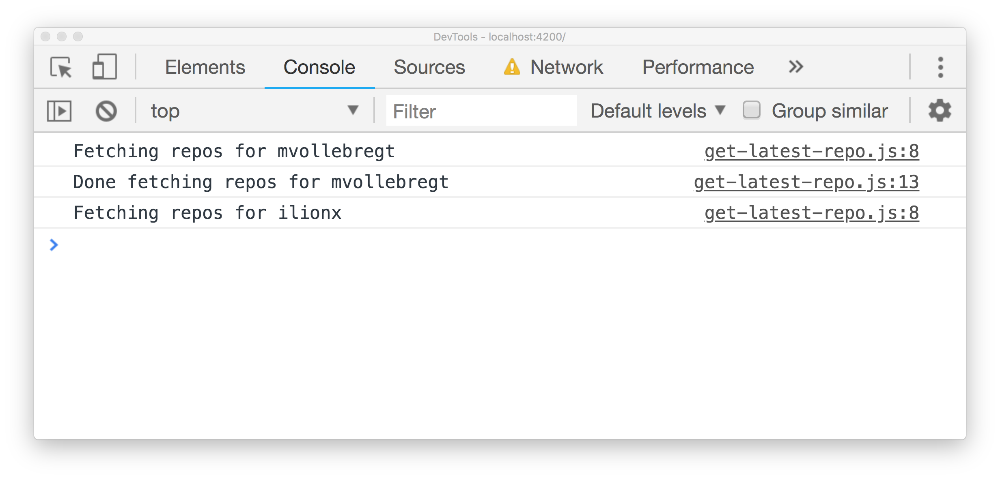 DevTools - localhost:4200/
Elements Console Sources Network Performance
top Filter Default levels Group similar
Fetching repos for mvollebregt get-latest-repo.js:8
Done fetching repos for mvollebregt get-latest-repo.js:13
Fetching repos for ilionx get-latest-repo.js:8